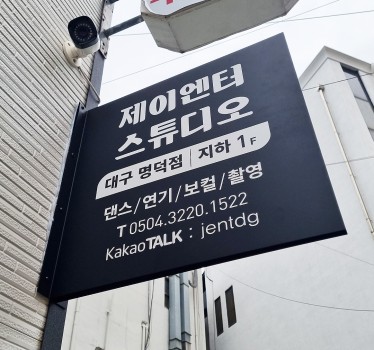 제이엔터
스튜디오
대구 명덕점 | 지하 1F
댄스/연기/보컬/촬영
T 0504.3220.1522
KakaoTALK : jentdg